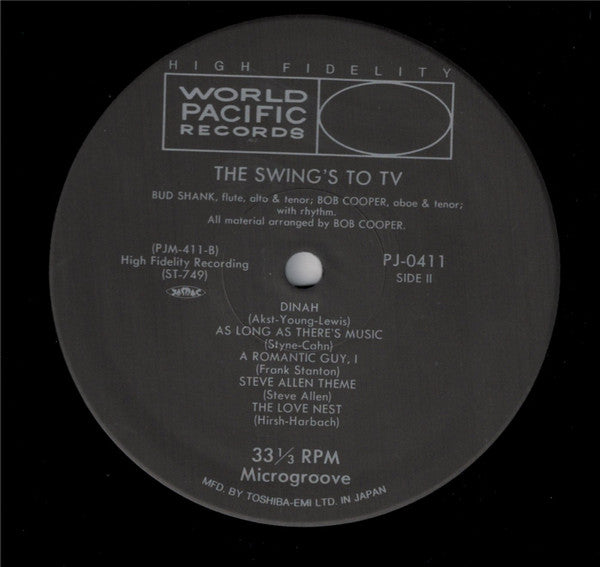 HIGH FIDELITY
WORLD
PACIFIC
RECORDS
THE SWING'S TO TV
BUD SHANK, flute, alto & tenor; BOB COOPER, oboe & tenor;
with rhythm.
All material arranged by BOB COOPER.
(PJM-411-B)
High Fidelity Recording
(ST-749)
JASRAC
PJ-0411
SIDE II
DINAH
(Akst-Young-Lewis)
AS LONG AS THERE'S MUSIC
(Styne-Cahn)
A ROMANTIC GUY, I
(Frank Stanton)
STEVE ALLEN THEME
(Steve Allen)
THE LOVE NEST
(Hirsh-Harbach)
33 1/3 RPM
Microgroove
MFD. BY TOSHIBA-EMI LTD. IN JAPAN